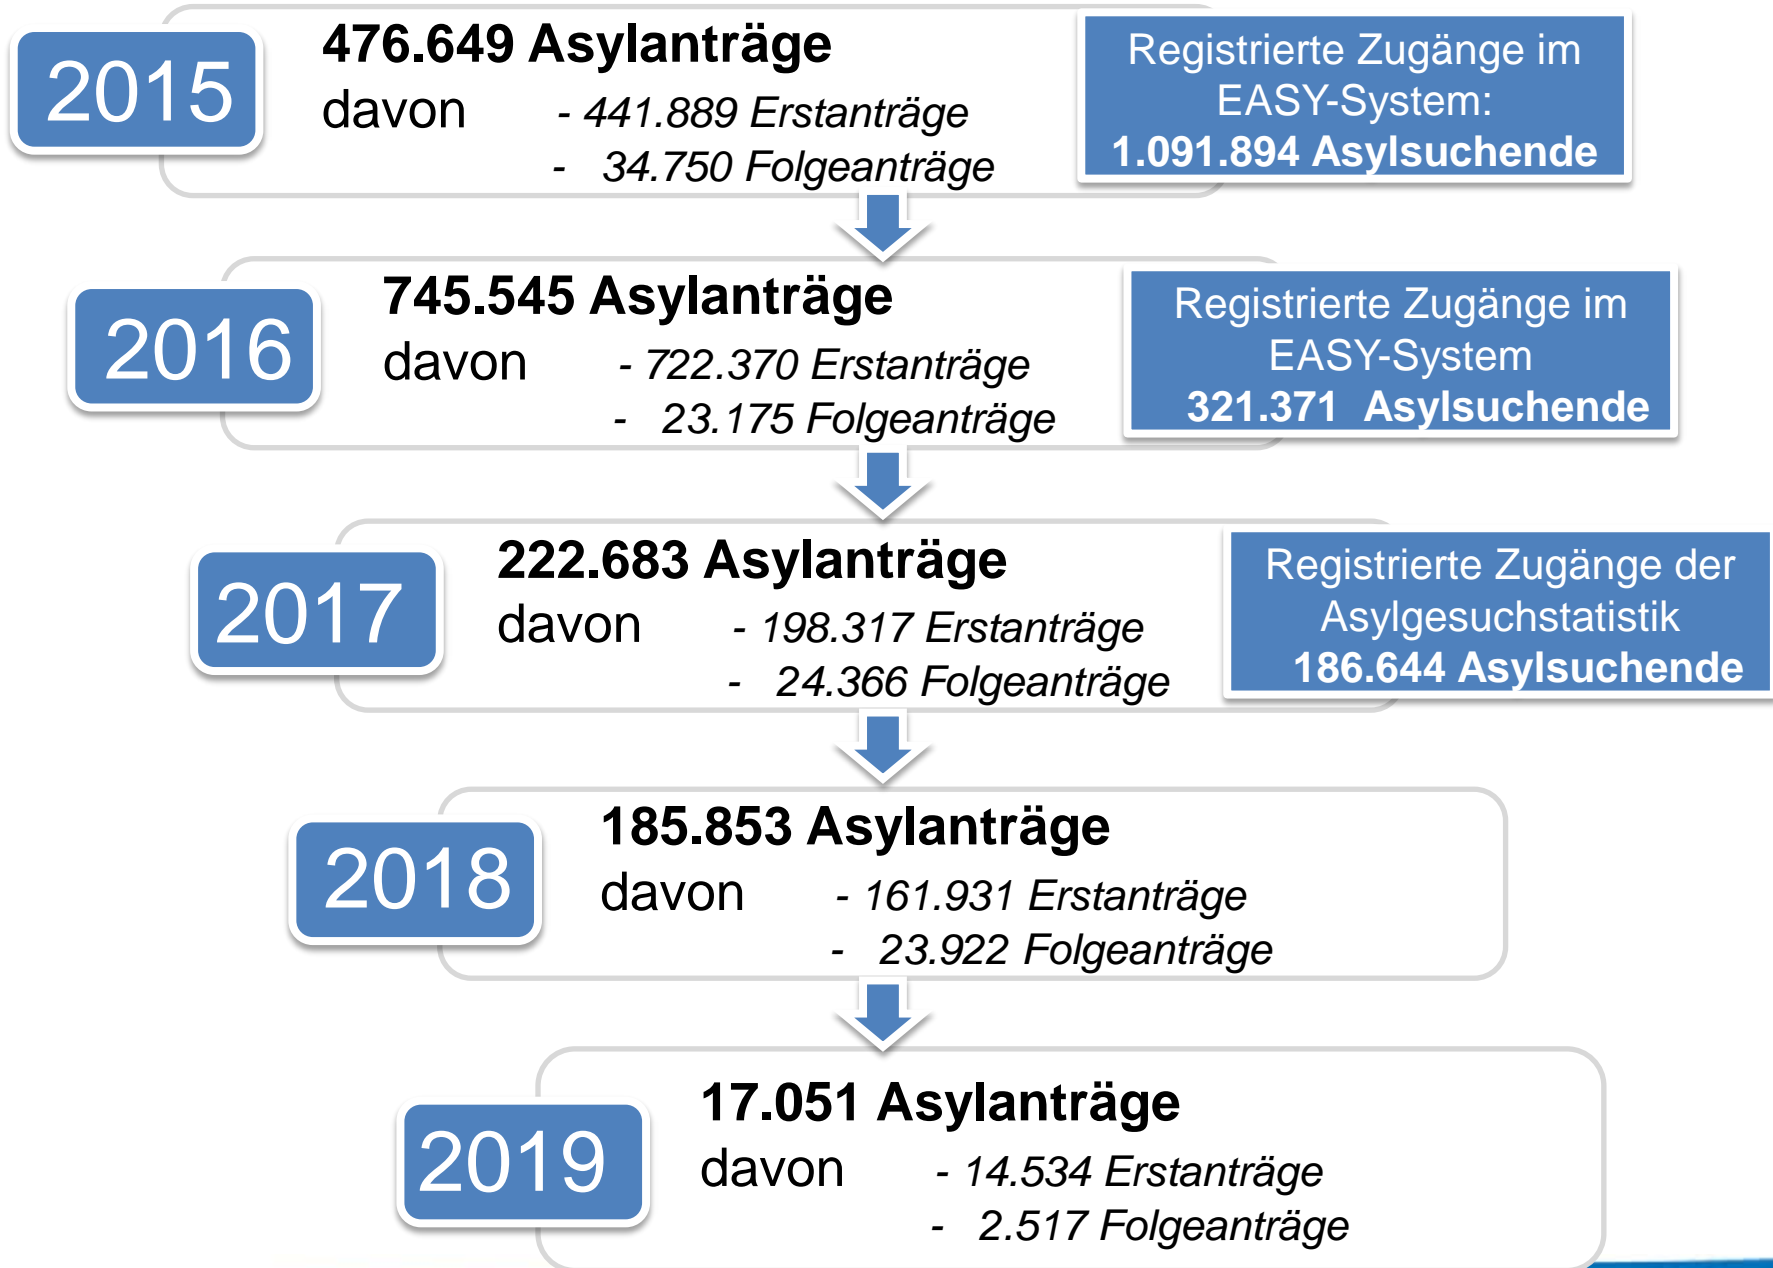 2015
476.649 Asylanträge
davon - 441.889 Erstanträge
- 34.750 Folgeanträge
Registrierte Zugänge im
EASY-System:
1.091.894 Asylsuchende
2016
745.545 Asylanträge
davon - 722.370 Erstanträge
- 23.175 Folgeanträge
Registrierte Zugänge im
EASY-System
321.371 Asylsuchende
2017
222.683 Asylanträge
davon - 198.317 Erstanträge
- 24.366 Folgeanträge
Registrierte Zugänge der
Asylgesuchstatistik
186.644 Asylsuchende
2018
185.853 Asylanträge
davon - 161.931 Erstanträge
- 23.922 Folgeanträge
2019
17.051 Asylanträge
davon - 14.534 Erstanträge
- 2.517 Folgeanträge